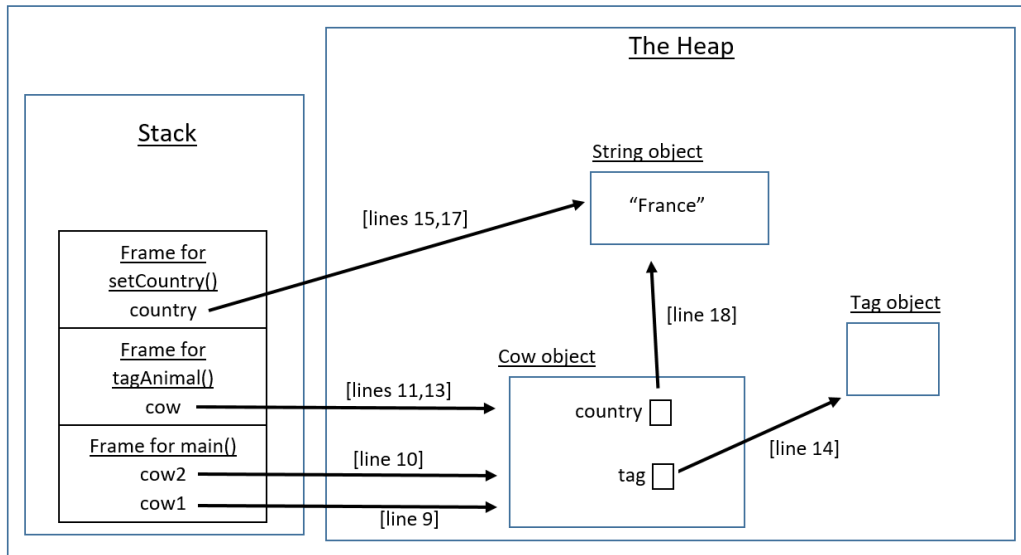 The Heap
Stack
String object
“France”
[lines 15,17]
Frame for
setCountry()
country
[line 18]
Tag object
Frame for
tagAnimal()
cow
[lines 11,13]
Cow object
country
[line 14]
Frame for main()
cow2
cow1
[line 10]
[line 9]
tag